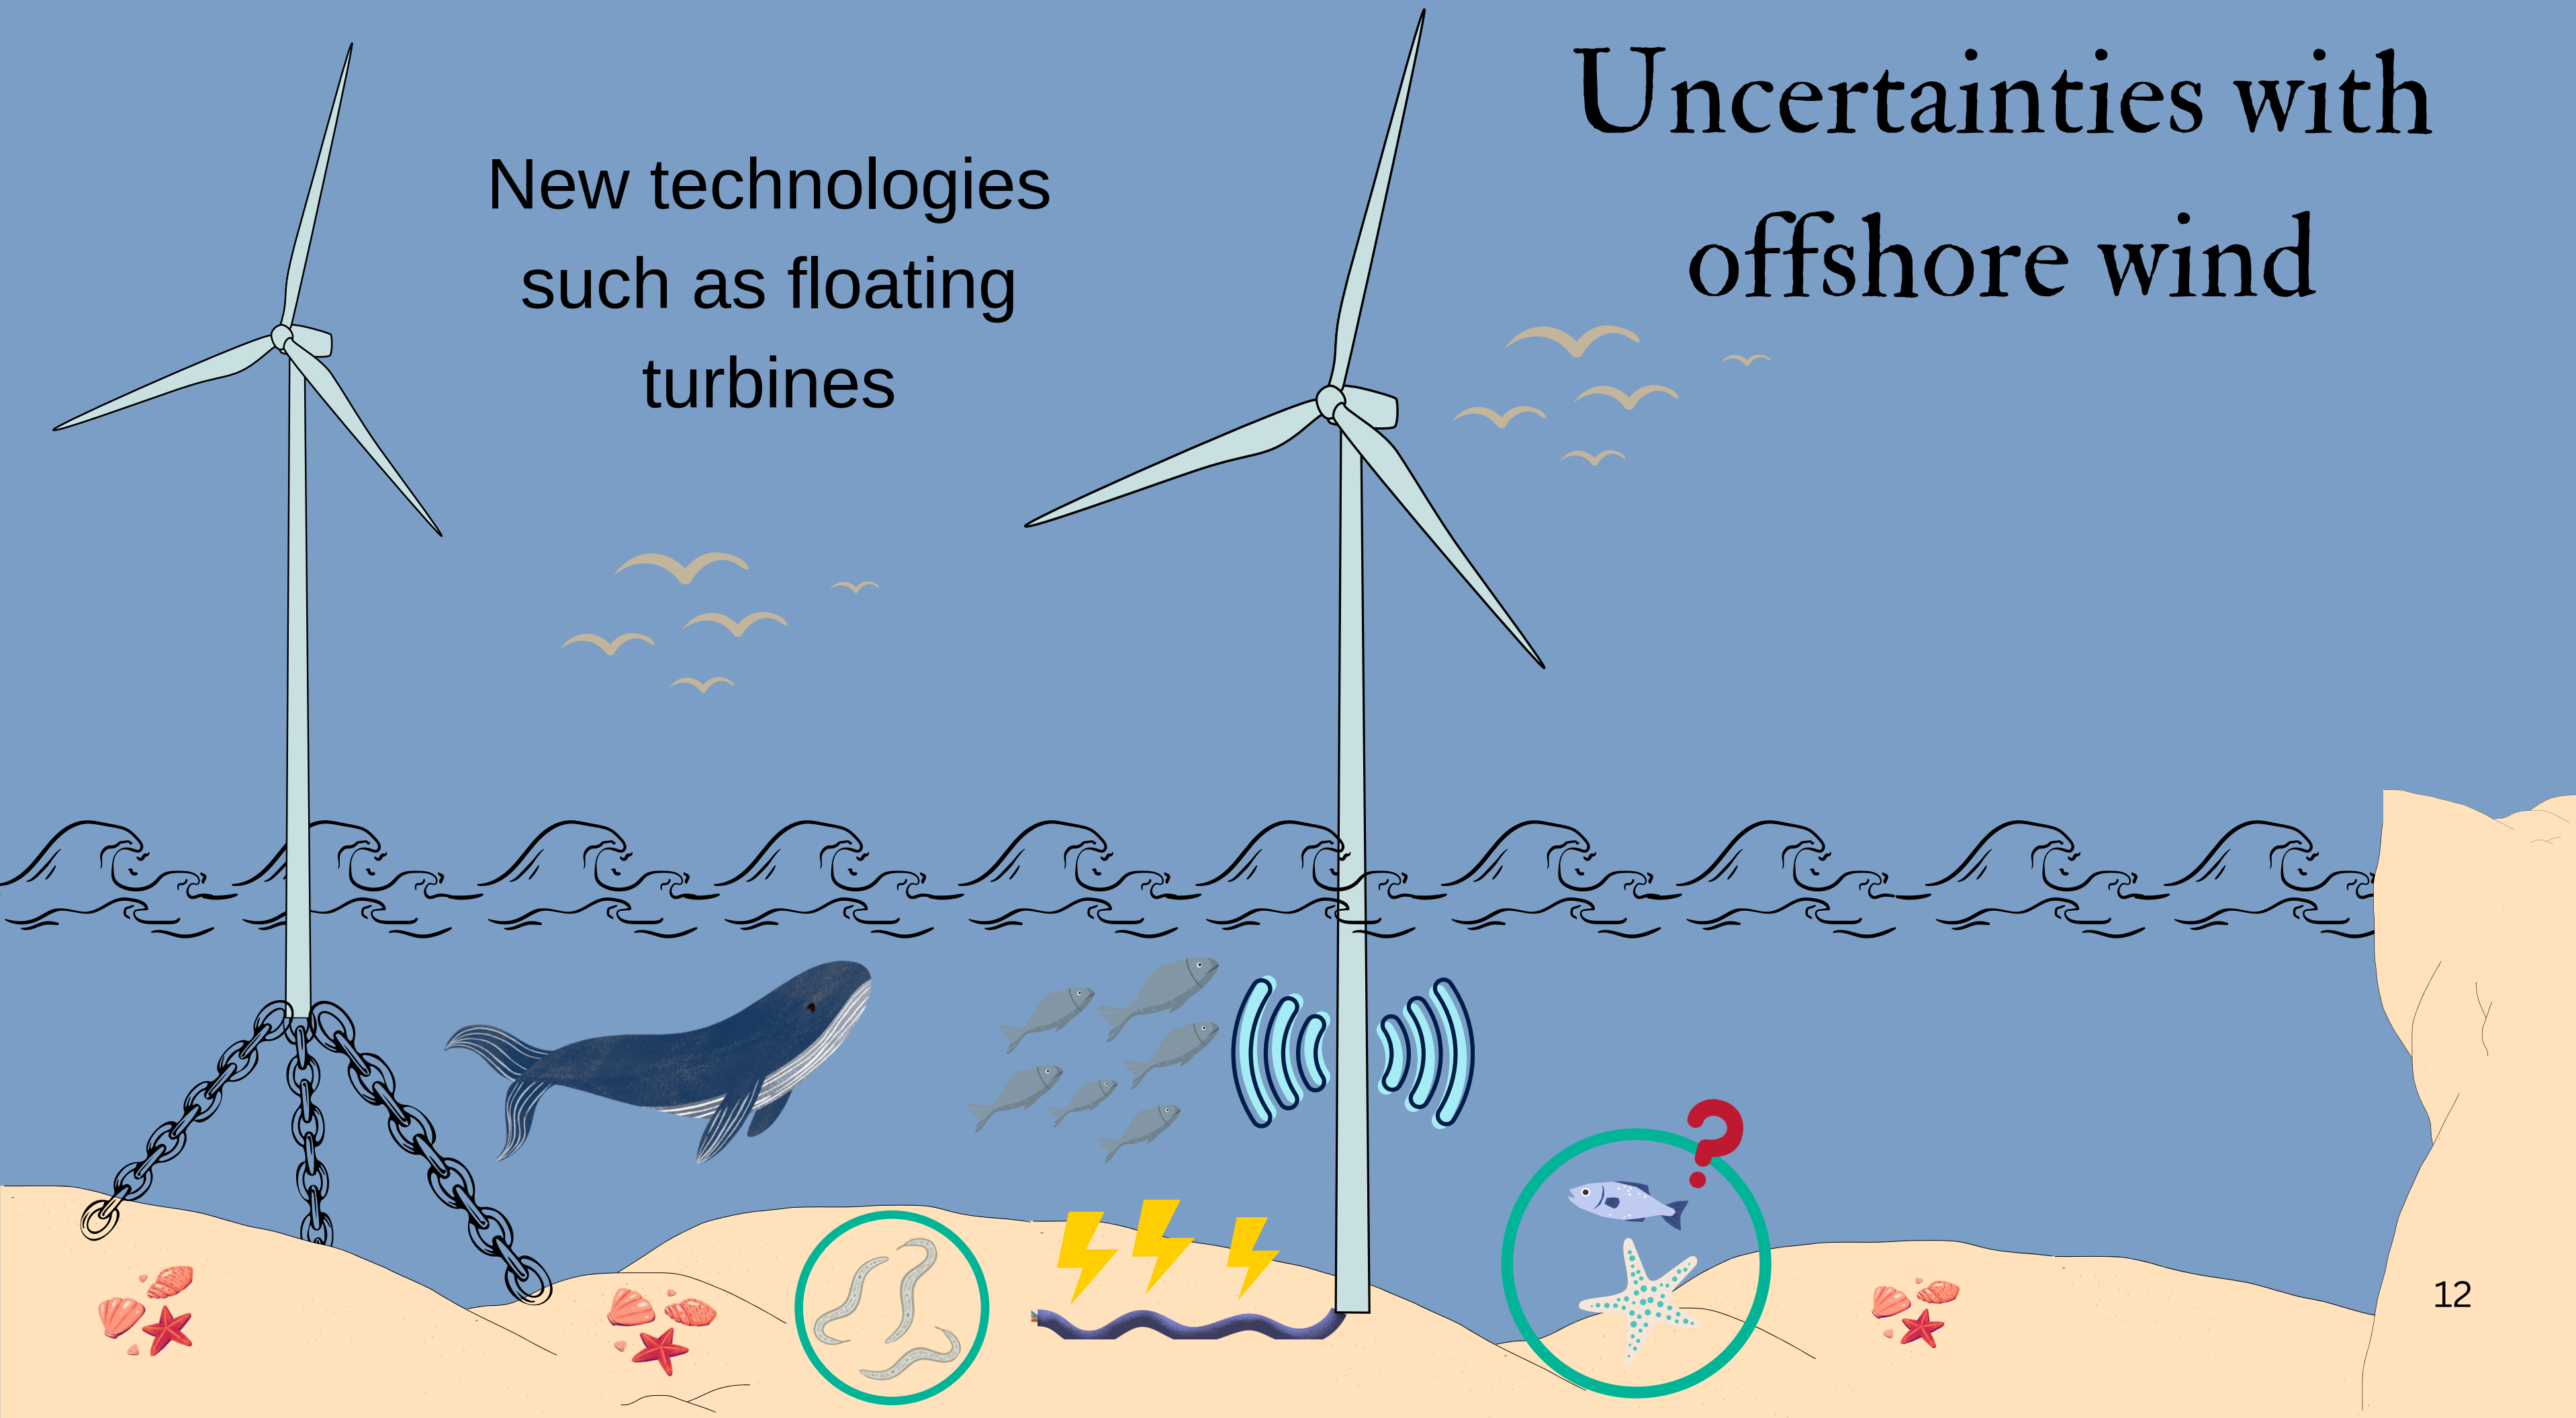 Uncertainties with
offshore wind
New technologies
such as floating
turbines
?
12